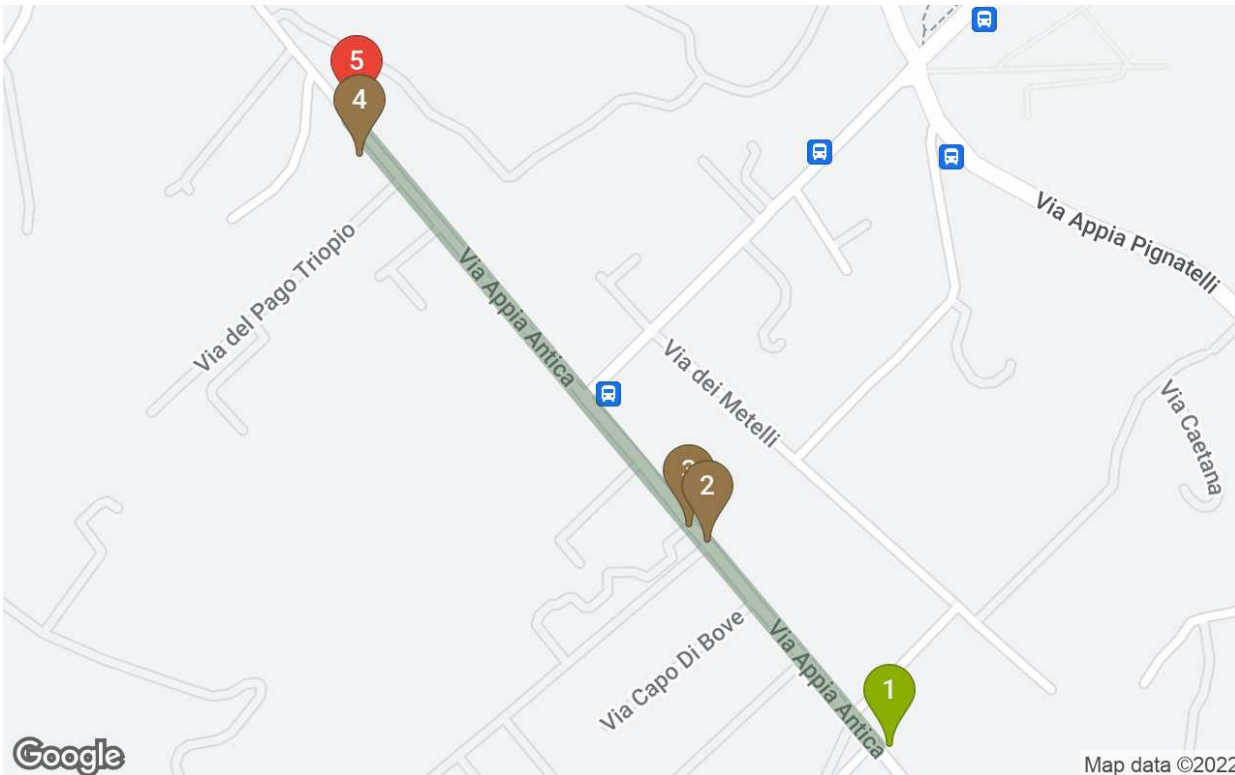 5
4
Via Appia Pignatelli
Via del Pago Triopio
Via Appia Antica
Via dei Metelli
Via Caetana
3
2
Via Capo Di Bove
Via Appia Antica
1
Google
Map data ©2022